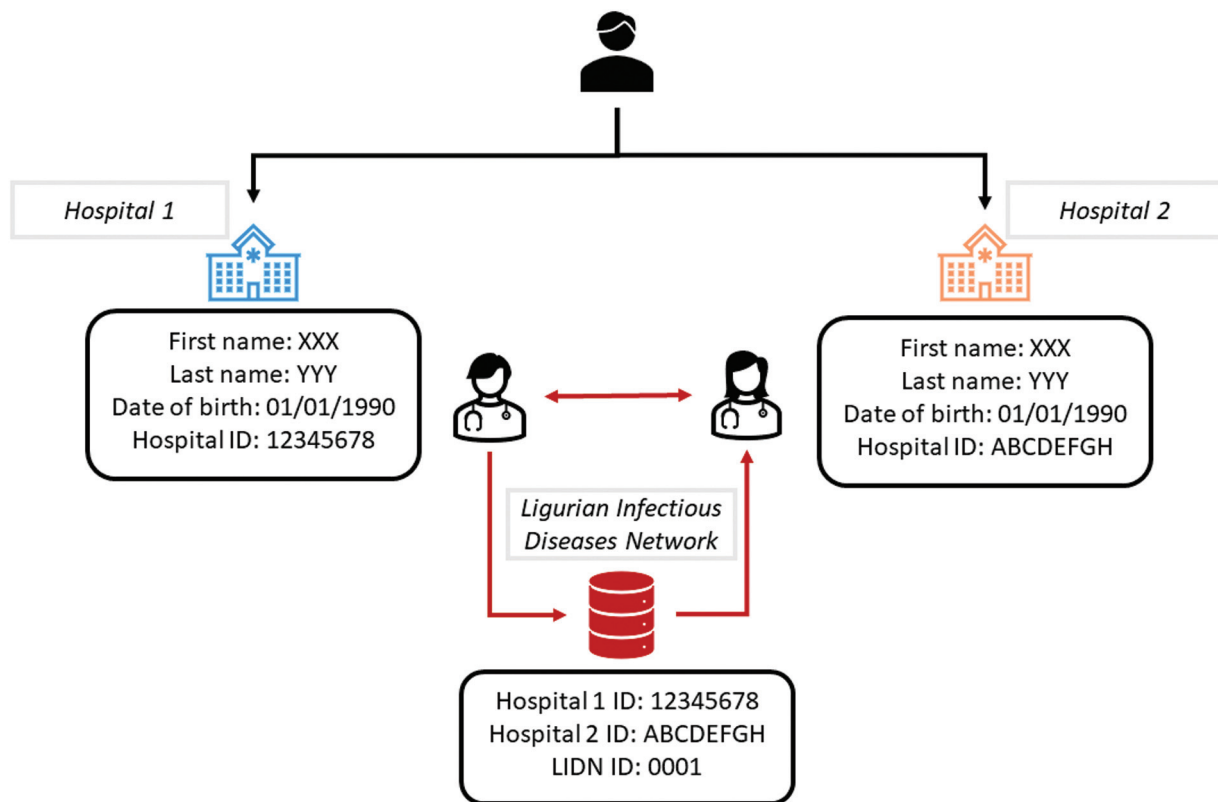 Hospital 1
Hospital 2
First name: XXX
Last name: YYY
Date of birth: 01/01/1990
Hospital ID: 12345678
First name: XXX
Last name: YYY
Date of birth: 01/01/1990
Hospital ID: ABCDEFGH
Ligurian Infectious
Diseases Network
Hospital 1 ID: 12345678
Hospital 2 ID: ABCDEFGH
LIDN ID: 0001